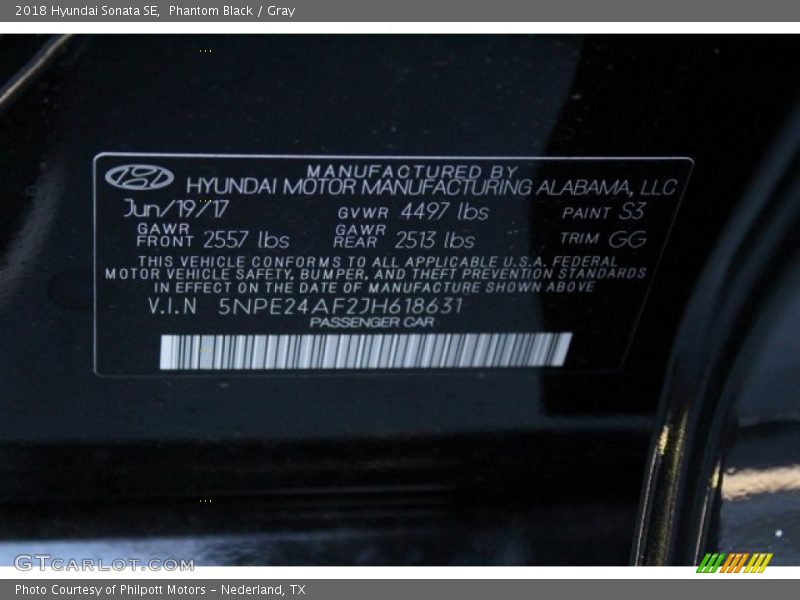 2018 Hyundai Sonata SE, Phantom Black / Gray
MANUFACTURED BY
HYUNDAI MOTOR MANUFACTURING ALABAMA, LLC
Jun/19/17 GVWR 4497 lbs PAINT S3
GAWR FRONT 2557 lbs GAWR REAR 2513 lbs TRIM GG
THIS VEHICLE CONFORMS TO ALL APPLICABLE U.S.A. FEDERAL
MOTOR VEHICLE SAFETY, BUMPER, AND THEFT PREVENTION STANDARDS
IN EFFECT ON THE DATE OF MANUFACTURE SHOWN ABOVE
V.I.N 5NPE24AF2JH618631
PASSENGER CAR
GTCARLOT.COM
Photo Courtesy of Philpott Motors - Nederland, TX